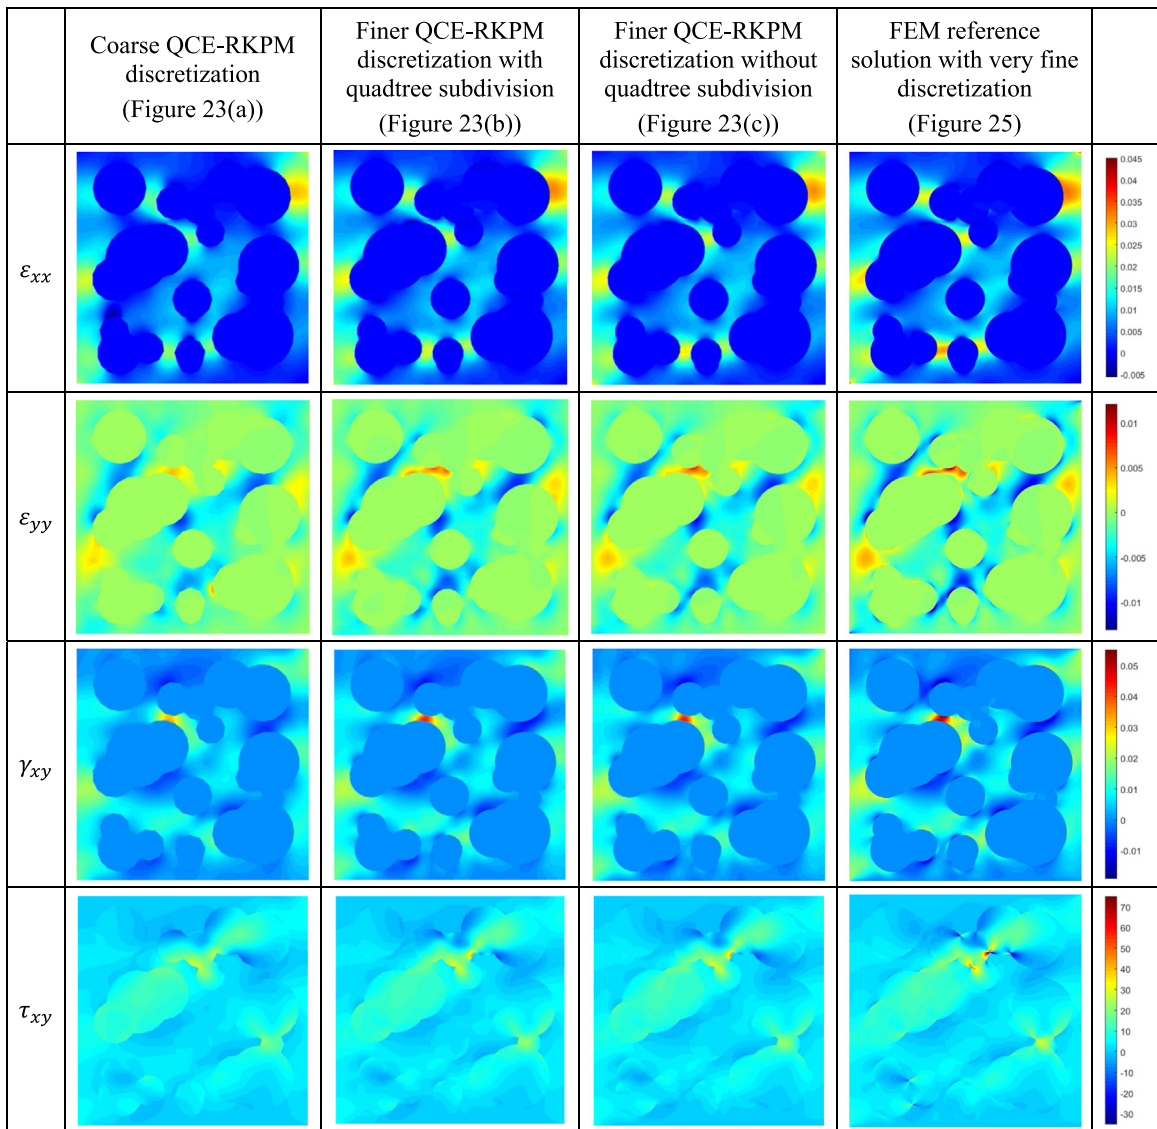 Coarse QCE-RKPM
discretization
(Figure 23(a))
Finer QCE-RKPM
discretization with
quadtree subdivision
(Figure 23(b))
Finer QCE-RKPM
discretization without
quadtree subdivision
(Figure 23(c))
FEM reference
solution with very fine
discretization
(Figure 25)
εxx
0.045
0.04
0.035
0.03
0.025
0.02
0.015
0.01
0.005
0
-0.005
εyy
0.01
0.005
0
-0.005
-0.01
γxy
0.05
0.04
0.03
0.02
0.01
0
-0.01
τxy
70
60
50
40
30
20
10
0
-10
-20
-30